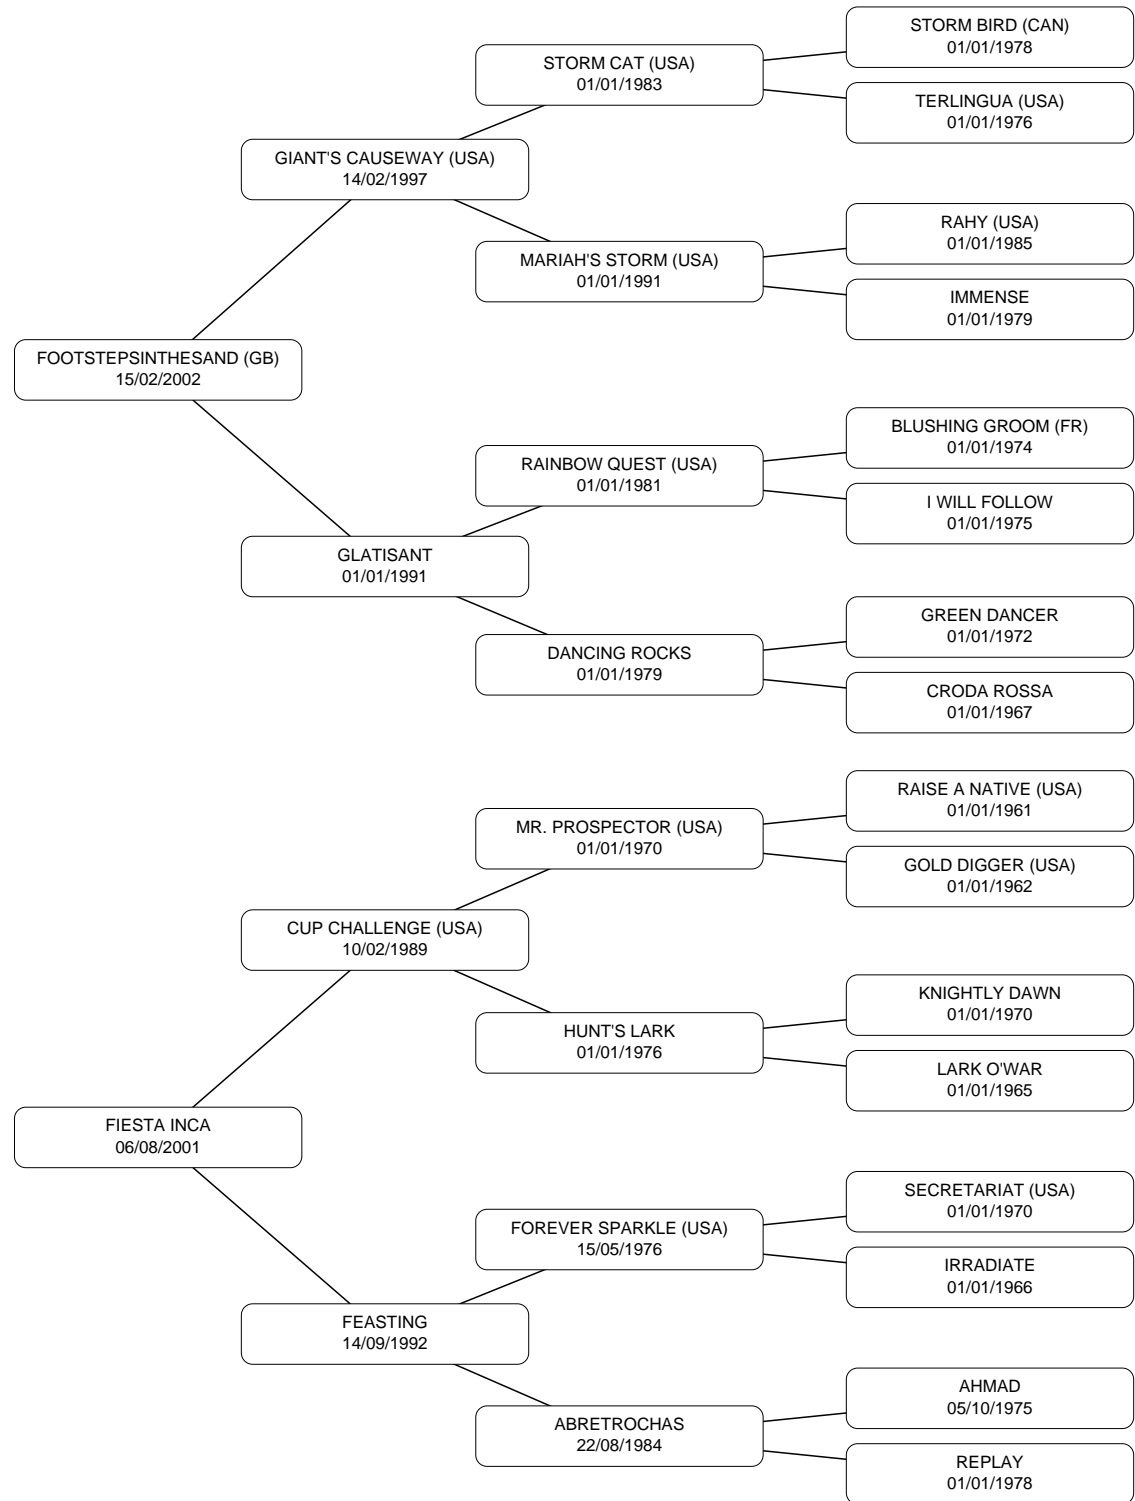 STORM BIRD (CAN)
01/01/1978
STORM CAT (USA)
01/01/1983
TERLINGUA (USA)
01/01/1976
GIANT'S CAUSEWAY (USA)
14/02/1997
RAHY (USA)
01/01/1985
MARIAH'S STORM (USA)
01/01/1991
IMMENSE
01/01/1979
FOOTSTEPSINTHESAND (GB)
15/02/2002
BLUSHING GROOM (FR)
01/01/1974
RAINBOW QUEST (USA)
01/01/1981
I WILL FOLLOW
01/01/1975
GLATISANT
01/01/1991
GREEN DANCER
01/01/1972
DANCING ROCKS
01/01/1979
CRODA ROSSA
01/01/1967
RAISE A NATIVE (USA)
01/01/1961
MR. PROSPECTOR (USA)
01/01/1970
GOLD DIGGER (USA)
01/01/1962
CUP CHALLENGE (USA)
10/02/1989
KNIGHTLY DAWN
01/01/1970
HUNT'S LARK
01/01/1976
LARK O'WAR
01/01/1965
FIESTA INCA
06/08/2001
SECRETARIAT (USA)
01/01/1970
FOREVER SPARKLE (USA)
15/05/1976
IRRADIATE
01/01/1966
FEASTING
14/09/1992
AHMAD
05/10/1975
ABRETROCHAS
22/08/1984
REPLAY
01/01/1978